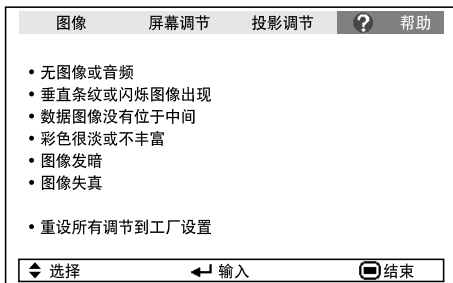 图像 屏幕调节 投影调节 ? 帮助
• 无图像或音频
• 垂直条纹或闪烁图像出现
• 数据图像没有位于中间
• 彩色很淡或不丰富
• 图像发暗
• 图像失真
• 重设所有调节到工厂设置
选择 输入 结束